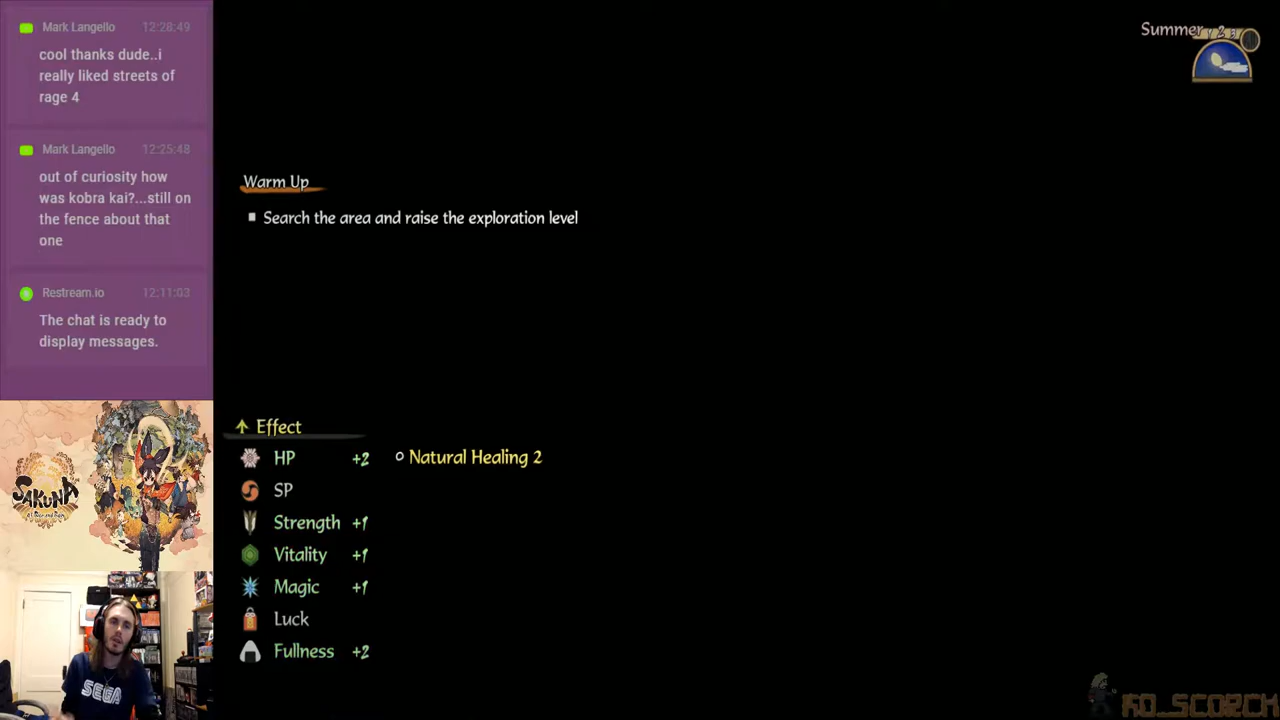 Mark Langello 12:28:49
cool thanks dude..i
really liked streets of
rage 4
Mark Langello 12:25:48
out of curiosity how
was kobra kai?...still on
the fence about that
one
Restream.io 12:11:03
The chat is ready to
display messages.
SAKUNA
SEGA
Summer
Warm Up
Search the area and raise the exploration level
Effect
HP +2 Natural Healing 2
SP
Strength +1
Vitality +1
Magic +1
Luck
Fullness +2
KO_SCORCH